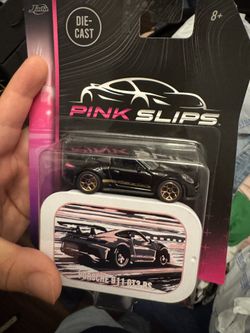 Jada
DIE-
CAST
8+
PINK SLIPS
PORSCHE 911 GT3 RS